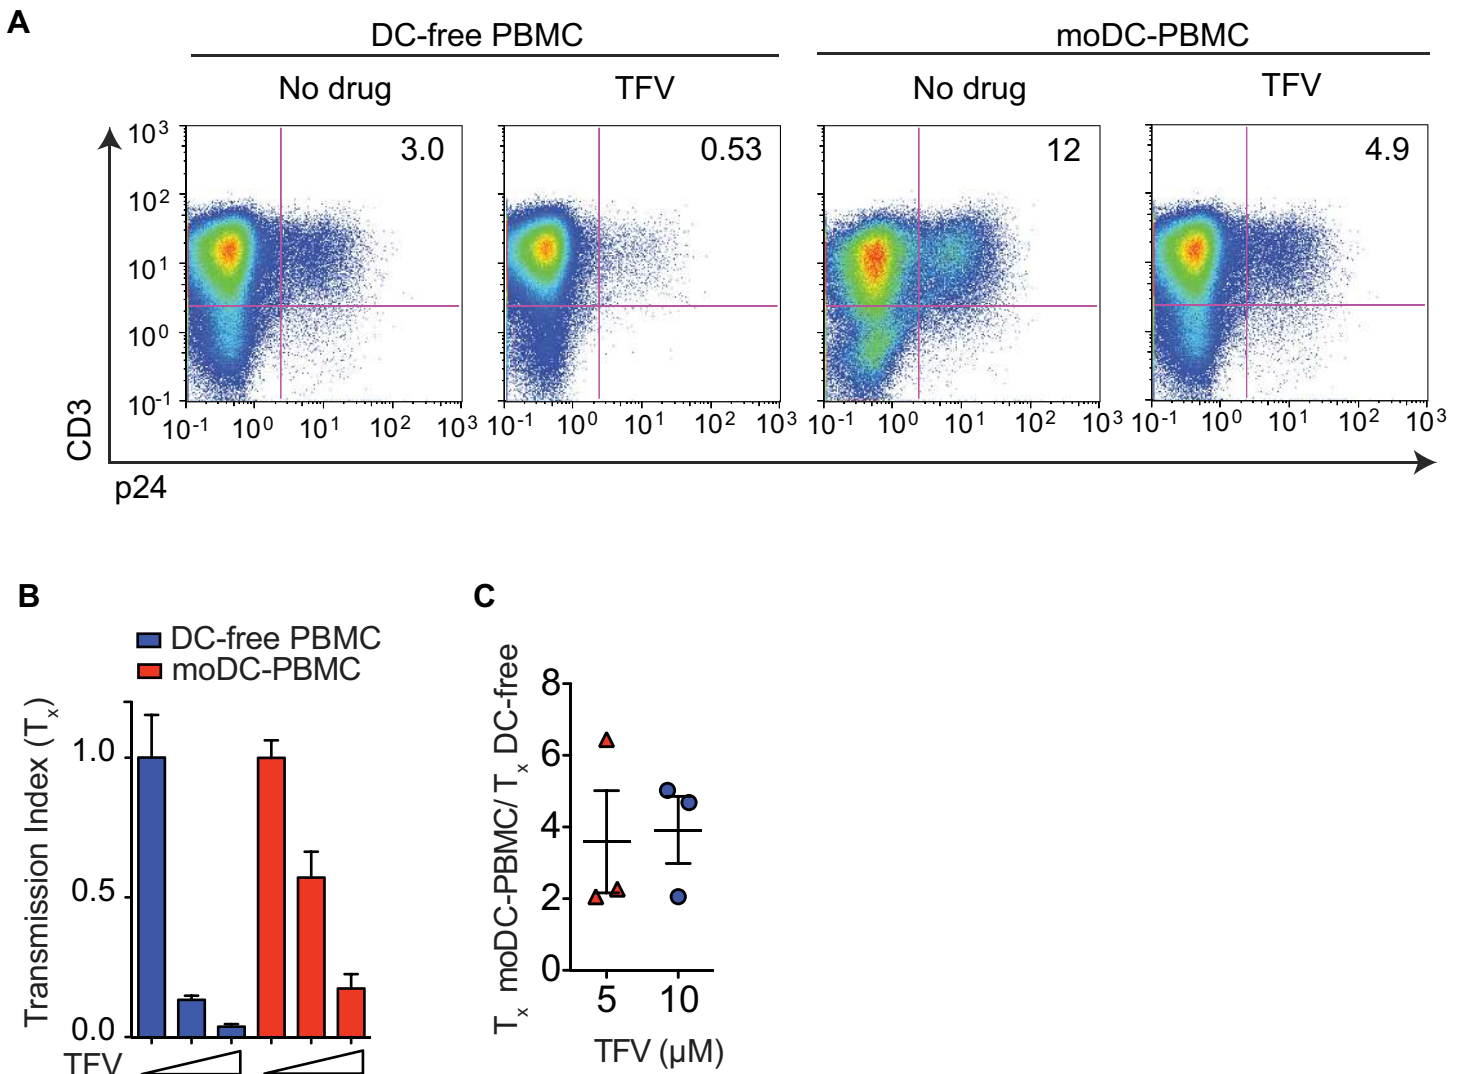 A
DC-free PBMC moDC-PBMC
No drug TFV No drug TFV
3.0 0.53 12 4.9
10³
10²
10¹
10⁰
10⁻¹
CD3
10⁻¹ 10⁰ 10¹ 10² 10³ 10⁻¹ 10⁰ 10¹ 10² 10³ 10⁻¹ 10⁰ 10¹ 10² 10³ 10⁻¹ 10⁰ 10¹ 10² 10³
p24
B
DC-free PBMC
moDC-PBMC
Transmission Index (Tₓ)
1.0
0.5
0.0
TFV
C
Tₓ moDC-PBMC/ Tₓ DC-free
8
6
4
2
0
5 10
TFV (µM)